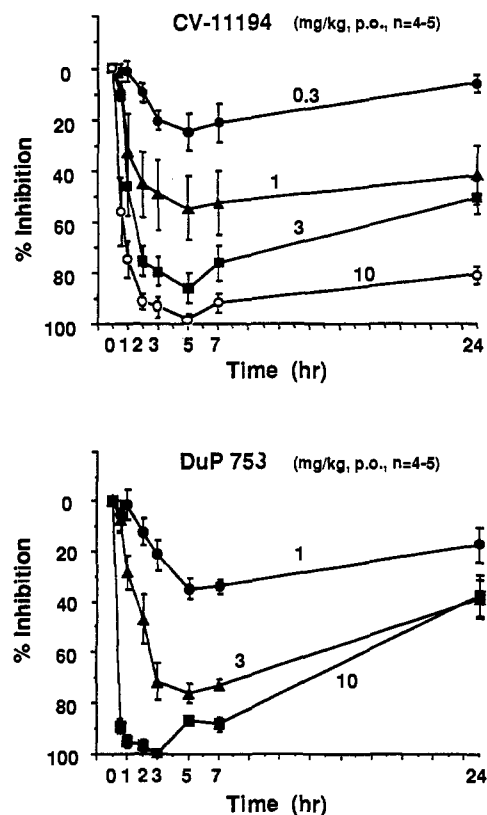 CV-11194 (mg/kg, p.o., n=4-5)
0
20
40
60
80
100
% Inhibition
0.3
1
3
10
0 1 2 3 5 7 24
Time (hr)
DuP 753 (mg/kg, p.o., n=4-5)
0
20
40
60
80
100
% Inhibition
1
3
10
0 1 2 3 5 7 24
Time (hr)